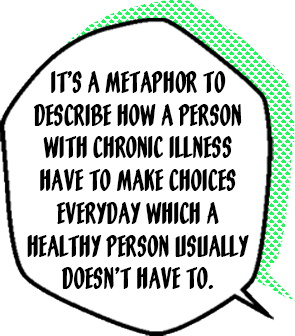 IT'S A METAPHOR TO
DESCRIBE HOW A PERSON
WITH CHRONIC ILLNESS
HAVE TO MAKE CHOICES
EVERYDAY WHICH A
HEALTHY PERSON USUALLY
DOESN'T HAVE TO.